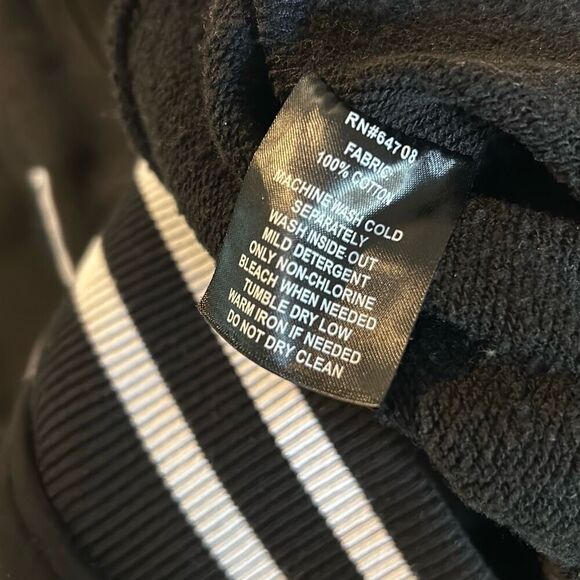 RN#64708
FABRIC
100% COTTON
MACHINE WASH COLD
SEPARATELY
WASH INSIDE OUT
MILD DETERGENT
ONLY NON-CHLORINE
BLEACH WHEN NEEDED
TUMBLE DRY LOW
WARM IRON IF NEEDED
DO NOT DRY CLEAN